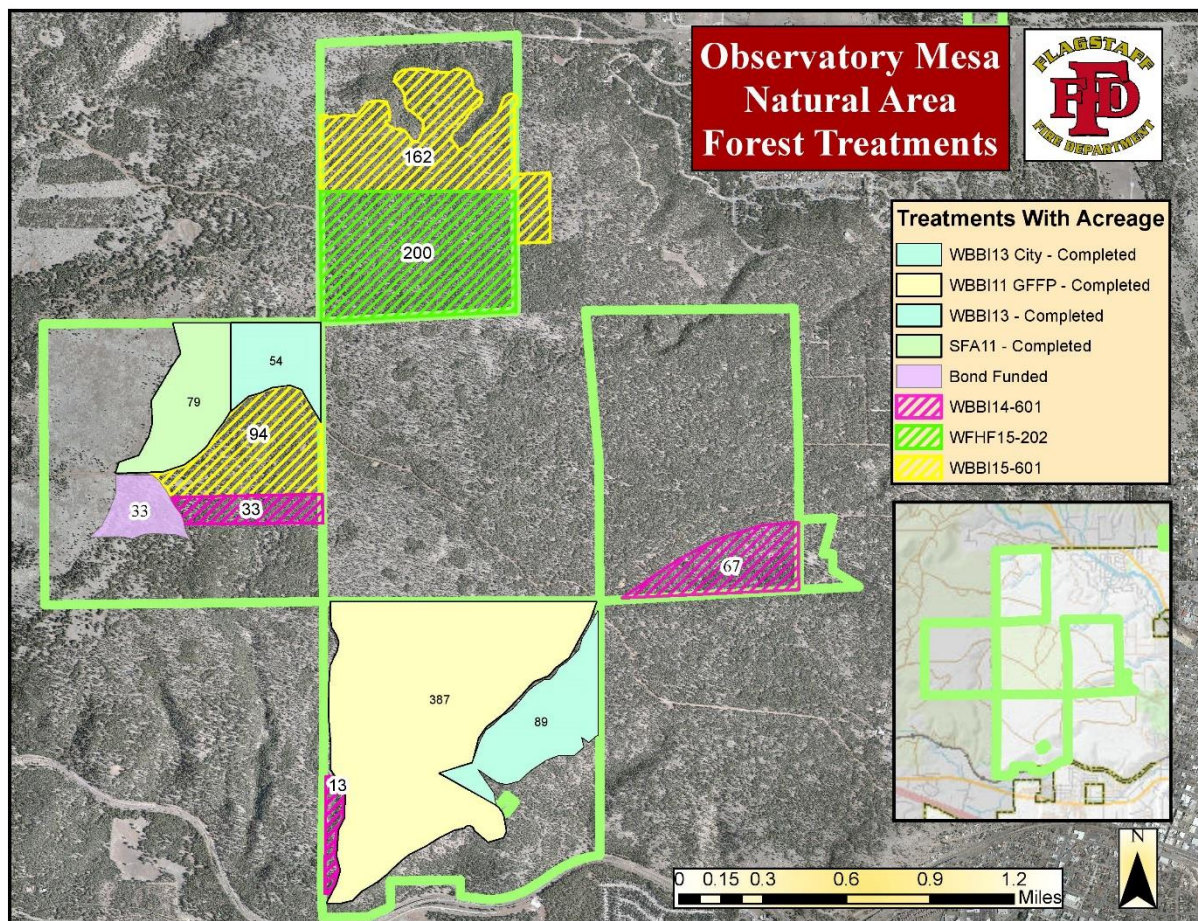 Observatory Mesa
Natural Area
Forest Treatments
FLAGSTAFF
FFD
FIRE DEPARTMENT
162
200
Treatments With Acreage
WBBI13 City - Completed
WBBI11 GFFP - Completed
WBBI13 - Completed
SFA11 - Completed
Bond Funded
WBBI14-601
WFHF15-202
WBBI15-601
54
79
94
33
33
67
387
89
13
N
0 0.15 0.3 0.6 0.9 1.2
Miles